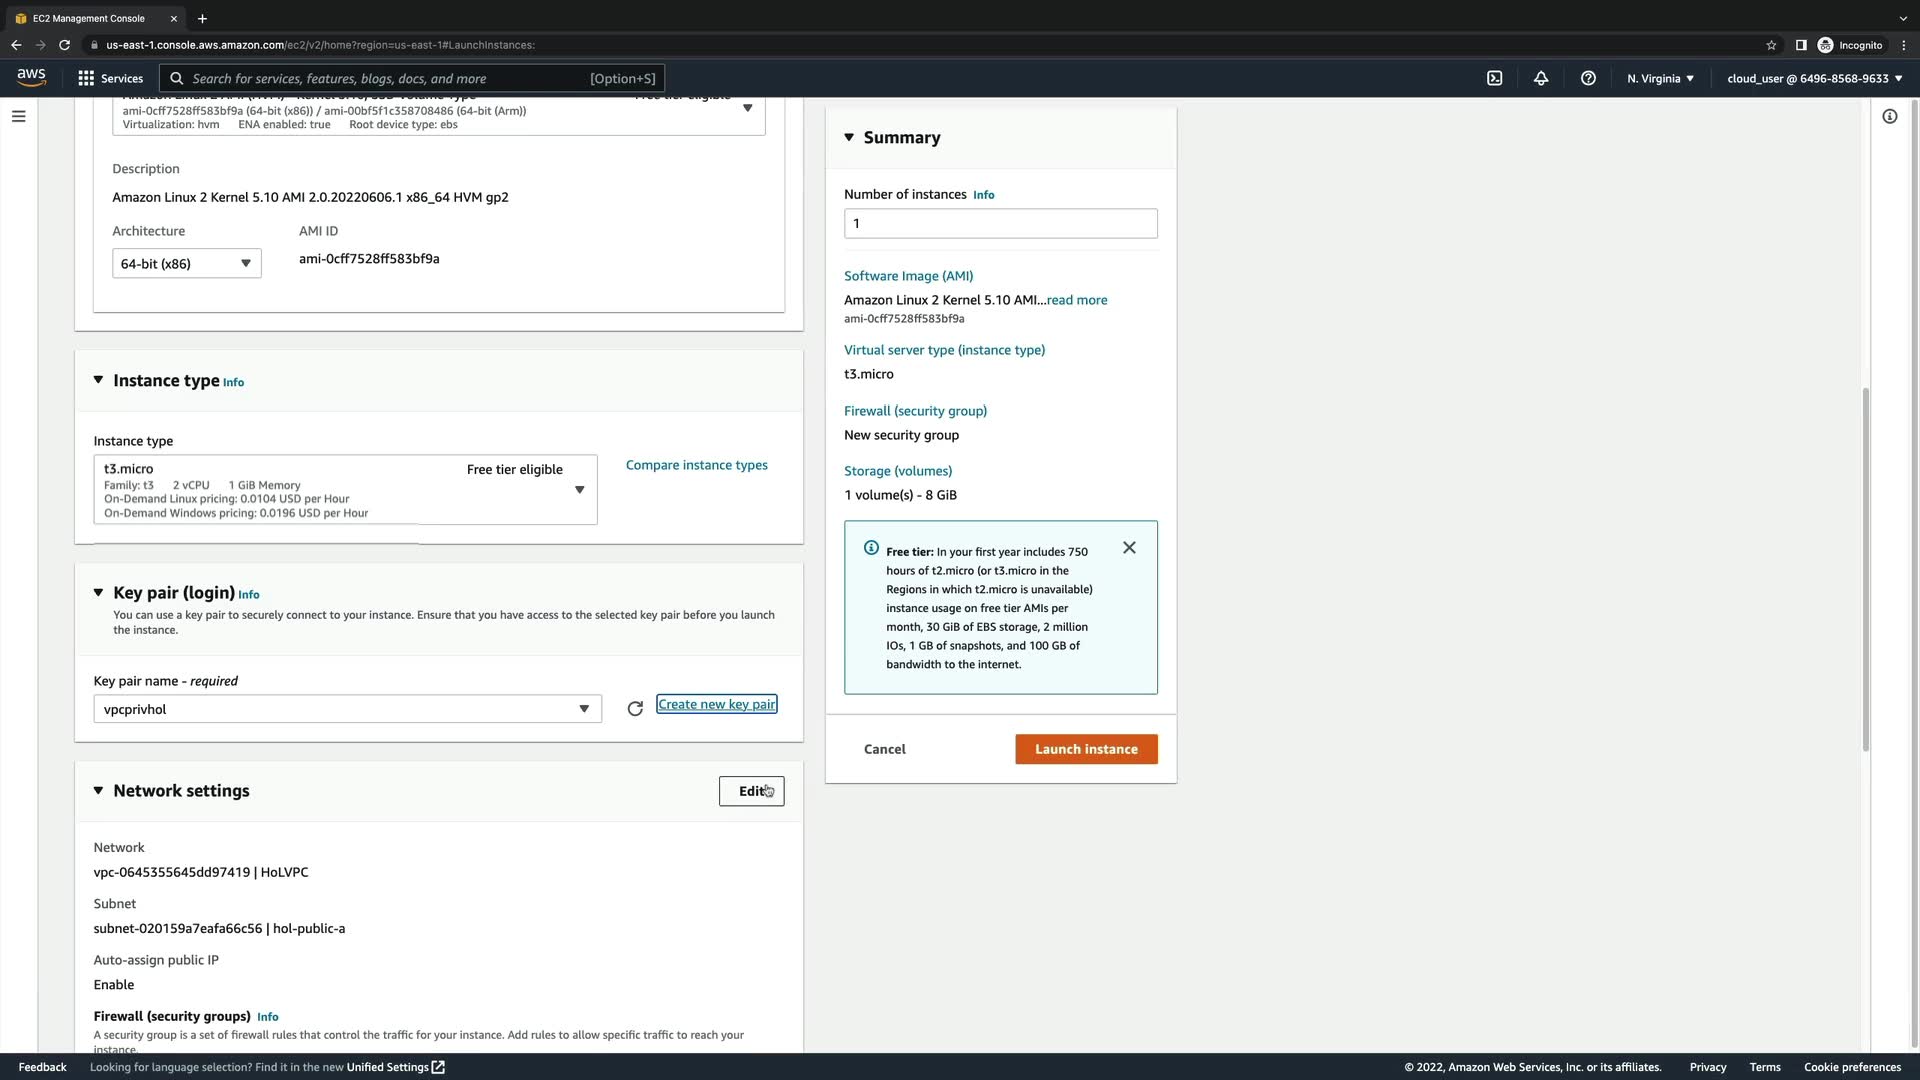 EC2 Management Console
us-east-1.console.aws.amazon.com/ec2/v2/home?region=us-east-1#LaunchInstances:
Incognito
aws
Services
Search for services, features, blogs, docs, and more
[Option+S]
N. Virginia
cloud_user @ 6496-8568-9633
Amazon Linux 2 AMI (HVM) - Kernel 5.10, SSD Volume Type
Free tier eligible
ami-0cff7528ff583bf9a (64-bit (x86)) / ami-00bf5f1c358708486 (64-bit (Arm))
Virtualization: hvm ENA enabled: true Root device type: ebs
Description
Amazon Linux 2 Kernel 5.10 AMI 2.0.20220606.1 x86_64 HVM gp2
Architecture
AMI ID
64-bit (x86)
ami-0cff7528ff583bf9a
Instance type Info
Instance type
t3.micro
Free tier eligible
Family: t3 2 vCPU 1 GiB Memory
On-Demand Linux pricing: 0.0104 USD per Hour
On-Demand Windows pricing: 0.0196 USD per Hour
Compare instance types
Key pair (login) Info
You can use a key pair to securely connect to your instance. Ensure that you have access to the selected key pair before you launch
the instance.
Key pair name - required
vpcprivhol
Create new key pair
Network settings
Edit
Network
vpc-0645355645dd97419 | HoLVPC
Subnet
subnet-020159a7eafa66c56 | hol-public-a
Auto-assign public IP
Enable
Firewall (security groups) Info
A security group is a set of firewall rules that control the traffic for your instance. Add rules to allow specific traffic to reach your
instance.
Summary
Number of instances Info
1
Software Image (AMI)
Amazon Linux 2 Kernel 5.10 AMI...read more
ami-0cff7528ff583bf9a
Virtual server type (instance type)
t3.micro
Firewall (security group)
New security group
Storage (volumes)
1 volume(s) - 8 GiB
Free tier: In your first year includes 750
hours of t2.micro (or t3.micro in the
Regions in which t2.micro is unavailable)
instance usage on free tier AMIs per
month, 30 GiB of EBS storage, 2 million
IOs, 1 GB of snapshots, and 100 GB of
bandwidth to the internet.
Cancel
Launch instance
Feedback
Looking for language selection? Find it in the new Unified Settings
© 2022, Amazon Web Services, Inc. or its affiliates.
Privacy
Terms
Cookie preferences